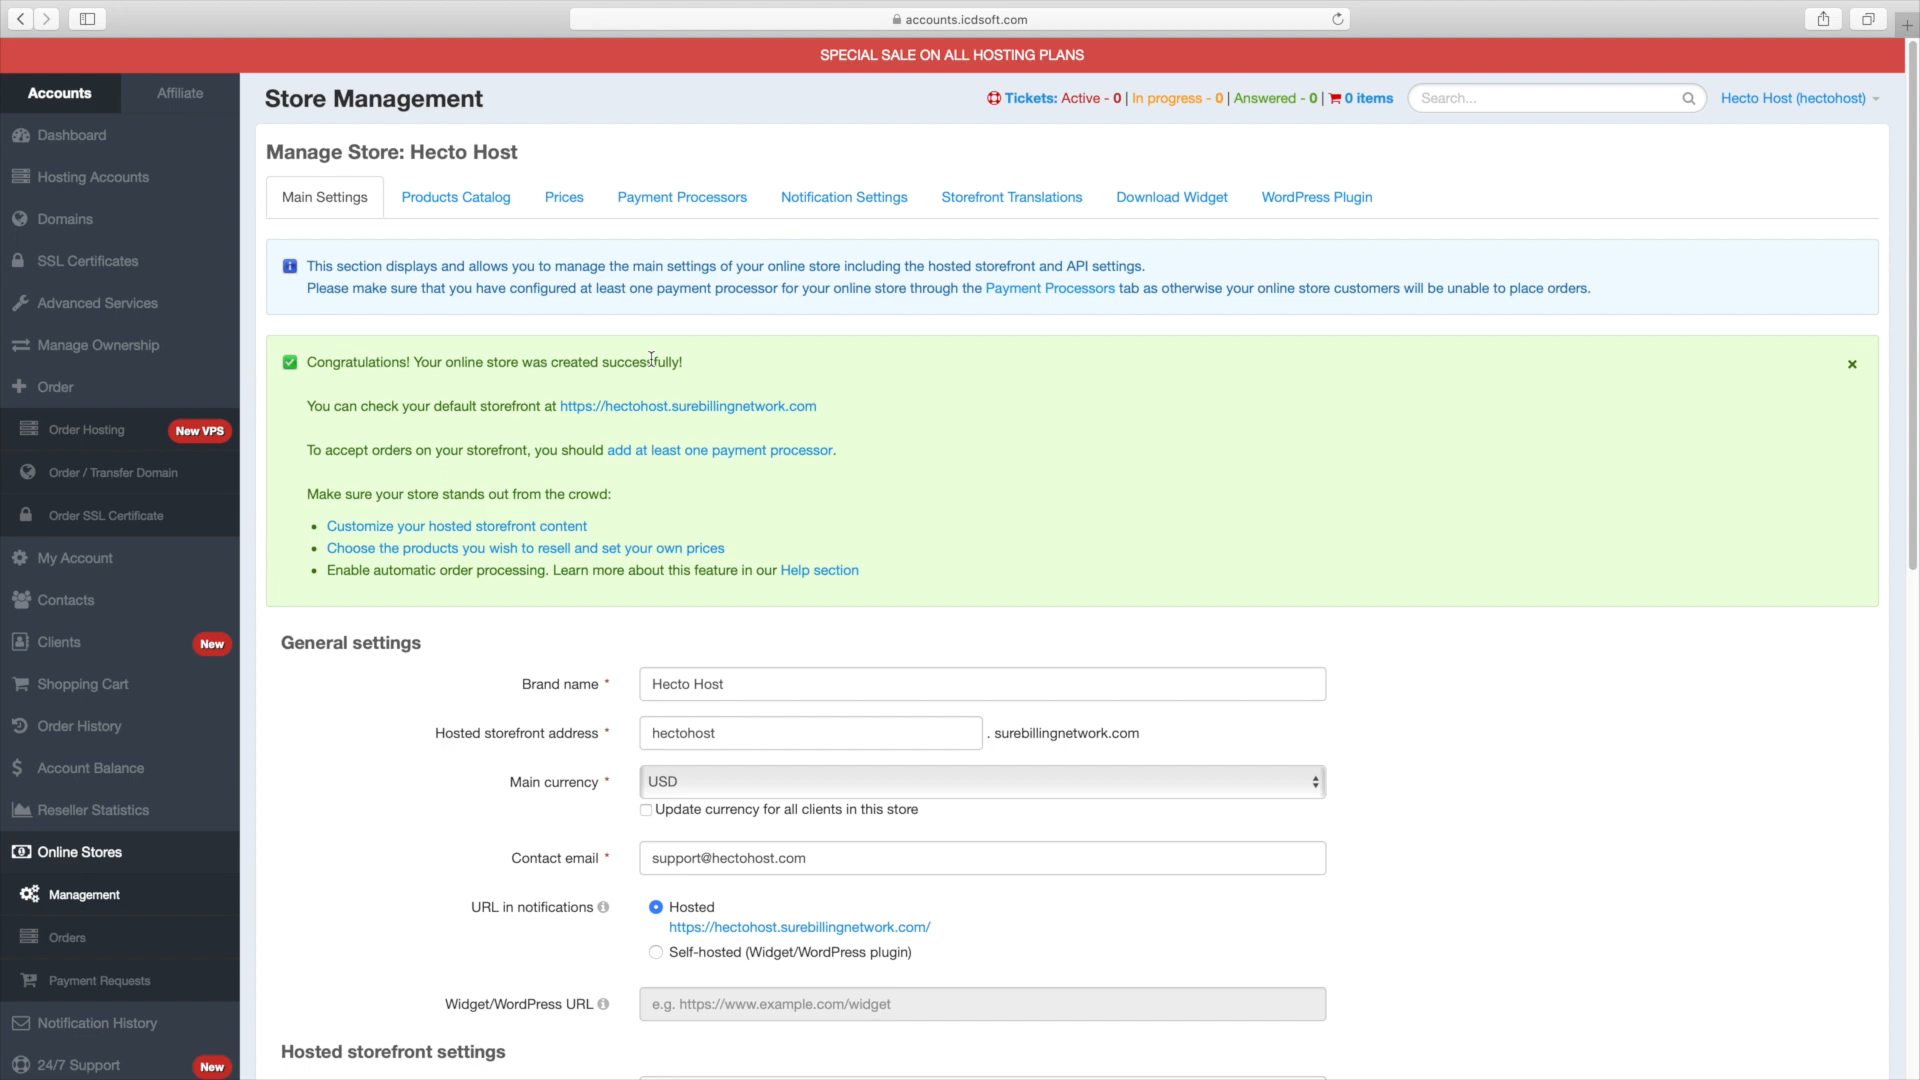 accounts.icdsoft.com
SPECIAL SALE ON ALL HOSTING PLANS
Accounts
Affiliate
Store Management
Tickets: Active - 0 | In progress - 0 | Answered - 0 | 0 items
Search...
Hecto Host (hectohost)
Dashboard
Hosting Accounts
Domains
SSL Certificates
Advanced Services
Manage Ownership
Order
Order Hosting
New VPS
Order / Transfer Domain
Order SSL Certificate
My Account
Contacts
Clients
New
Shopping Cart
Order History
Account Balance
Reseller Statistics
Online Stores
Management
Orders
Payment Requests
Notification History
24/7 Support
New
Manage Store: Hecto Host
Main Settings
Products Catalog
Prices
Payment Processors
Notification Settings
Storefront Translations
Download Widget
WordPress Plugin
This section displays and allows you to manage the main settings of your online store including the hosted storefront and API settings.
Please make sure that you have configured at least one payment processor for your online store through the Payment Processors tab as otherwise your online store customers will be unable to place orders.
Congratulations! Your online store was created successfully!
You can check your default storefront at https://hectohost.surebillingnetwork.com
To accept orders on your storefront, you should add at least one payment processor.
Make sure your store stands out from the crowd:
• Customize your hosted storefront content
• Choose the products you wish to resell and set your own prices
• Enable automatic order processing. Learn more about this feature in our Help section
General settings
Brand name *
Hecto Host
Hosted storefront address *
hectohost
. surebillingnetwork.com
Main currency *
USD
Update currency for all clients in this store
Contact email *
support@hectohost.com
URL in notifications
Hosted
https://hectohost.surebillingnetwork.com/
Self-hosted (Widget/WordPress plugin)
Widget/WordPress URL
e.g. https://www.example.com/widget
Hosted storefront settings